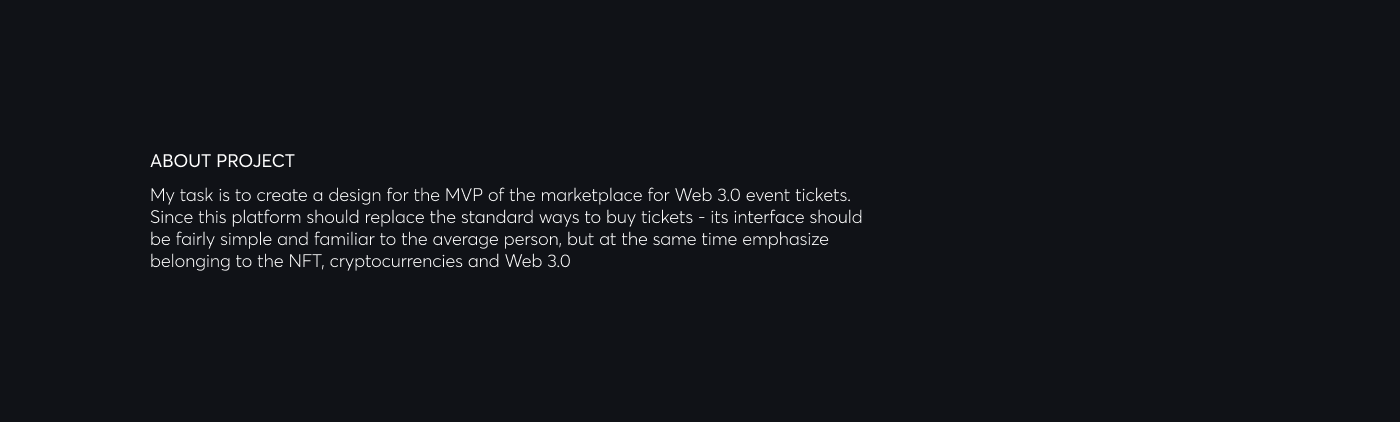 ABOUT PROJECT
My task is to create a design for the MVP of the marketplace for Web 3.0 event tickets.
Since this platform should replace the standard ways to buy tickets - its interface should
be fairly simple and familiar to the average person, but at the same time emphasize
belonging to the NFT, cryptocurrencies and Web 3.0